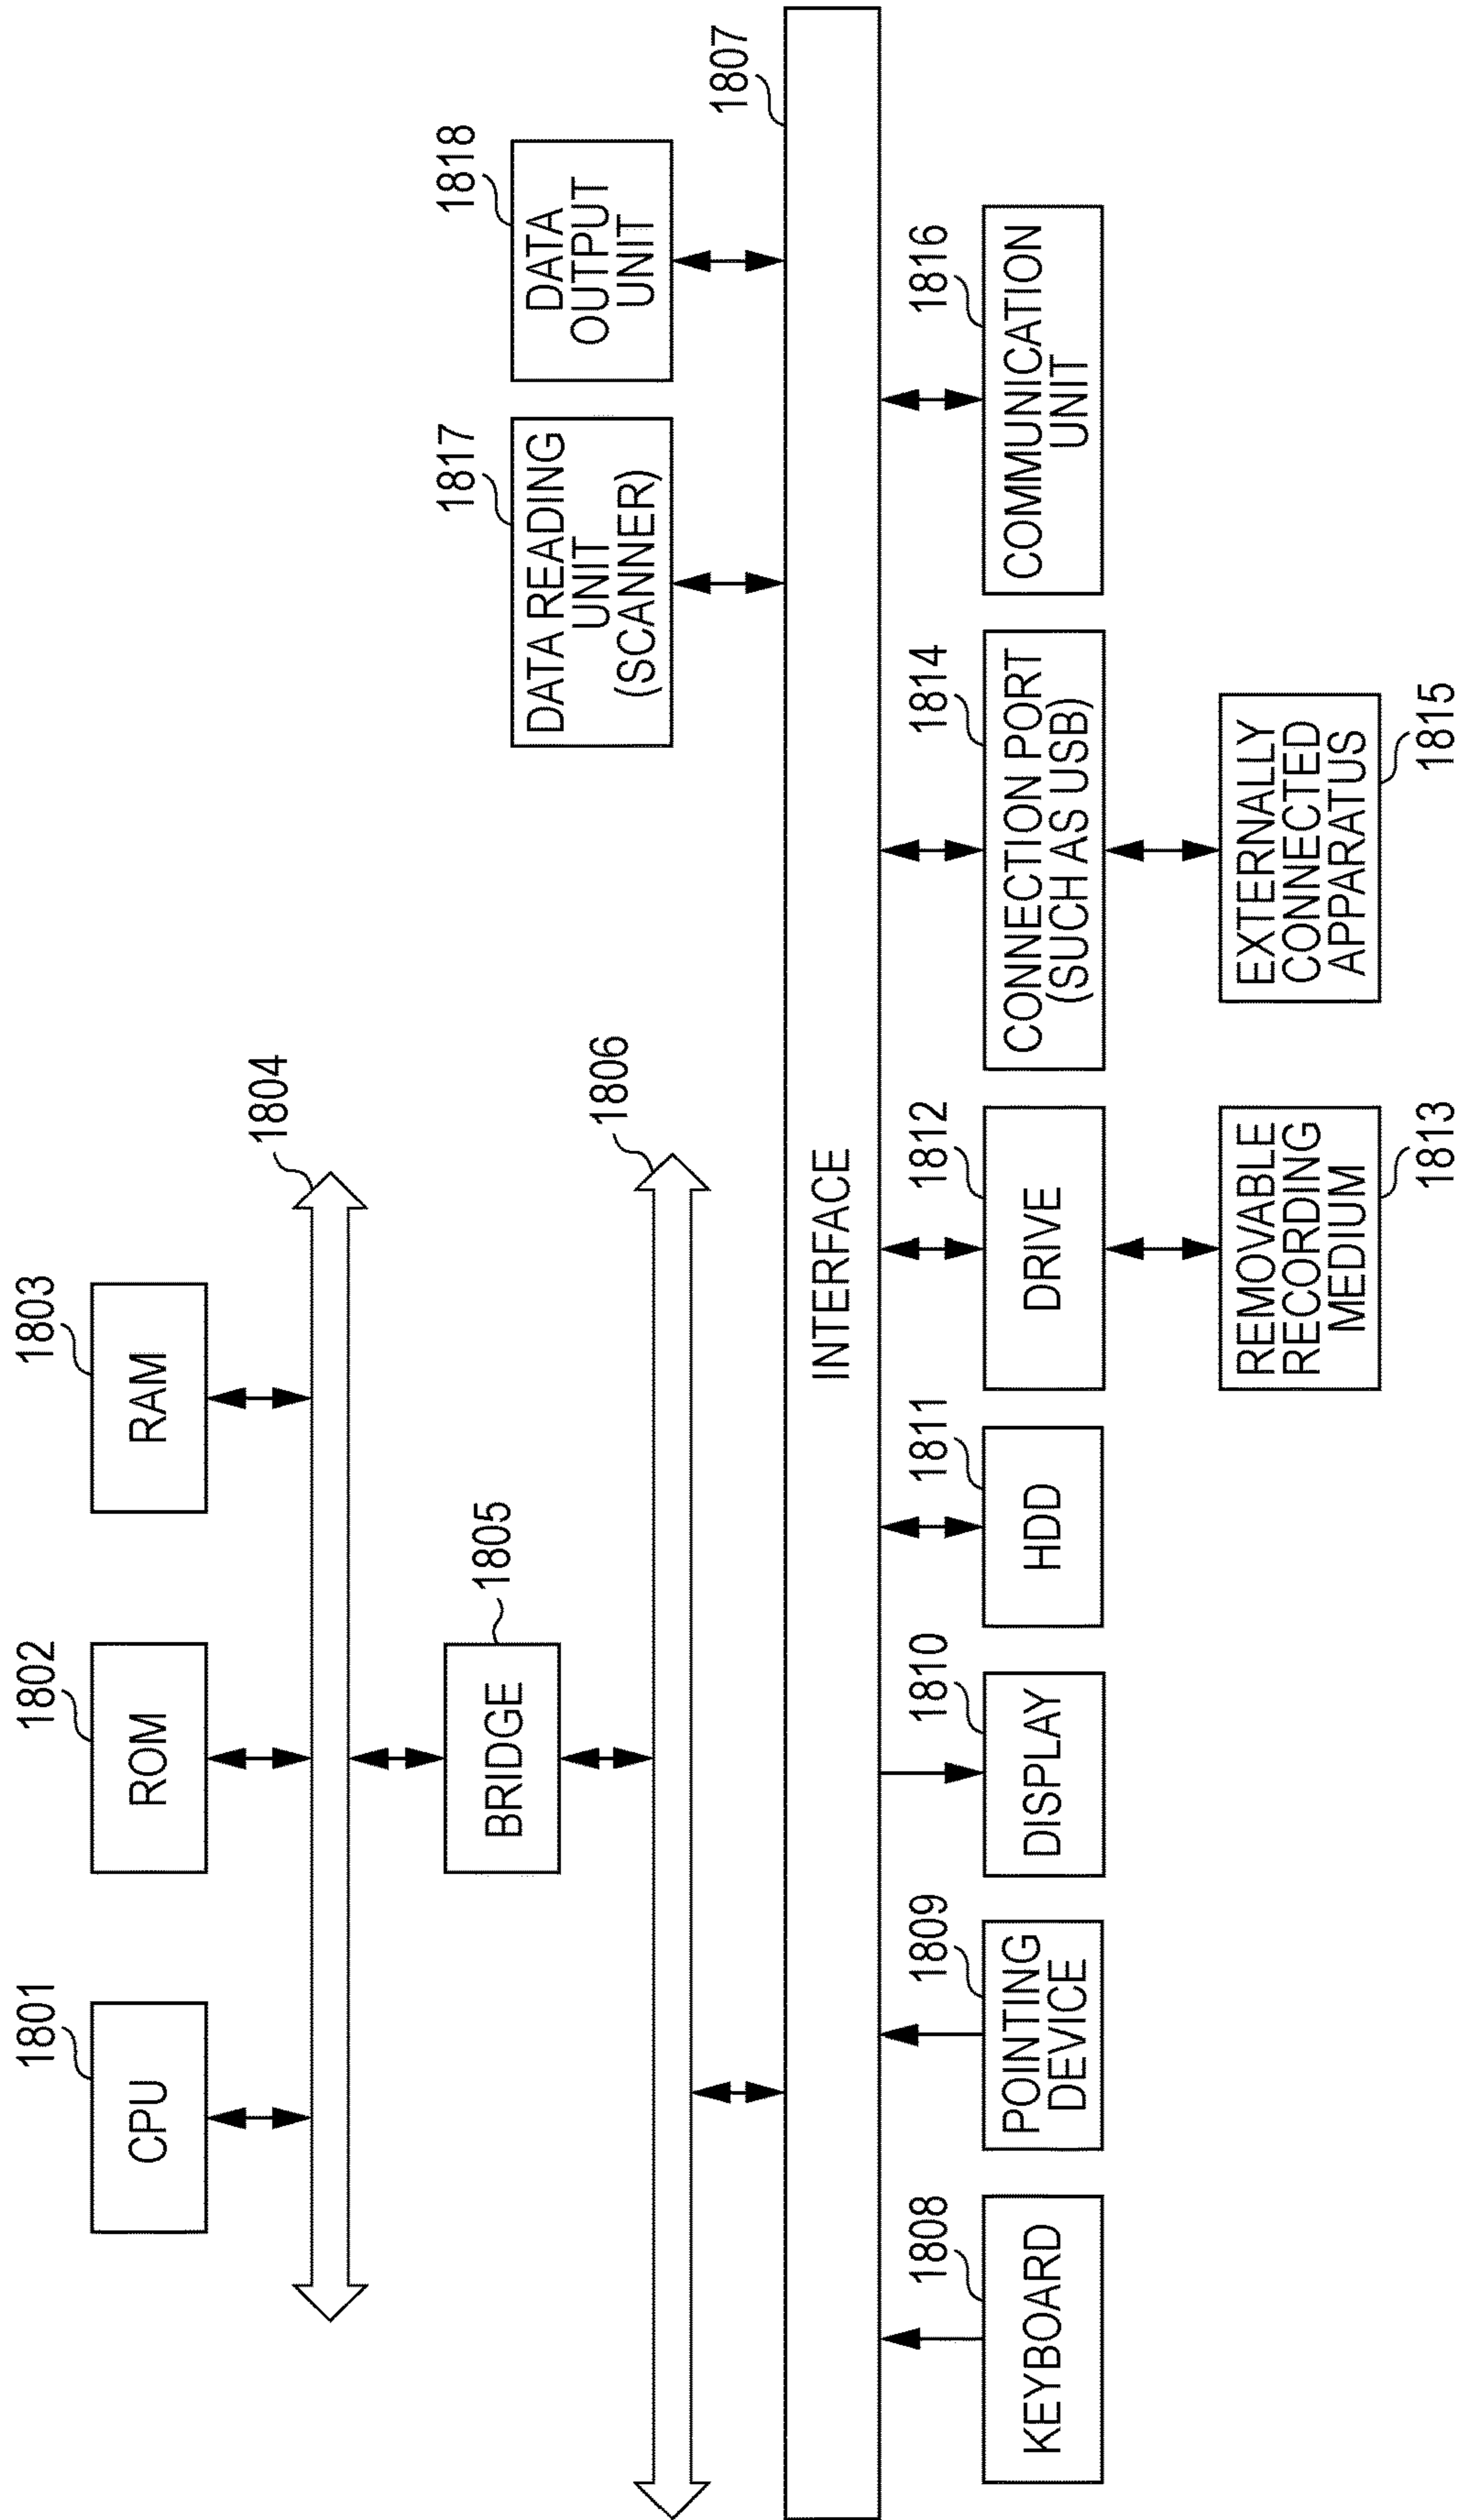 1801
CPU
1802
ROM
1803
RAM
1804
1805
BRIDGE
1806
1817
DATA READING
UNIT
(SCANNER)
1818
DATA
OUTPUT
UNIT
1807
INTERFACE
1808
KEYBOARD
1809
POINTING
DEVICE
1810
DISPLAY
1811
HDD
1812
DRIVE
1814
CONNECTION PORT
(SUCH AS USB)
1816
COMMUNICATION
UNIT
REMOVABLE
RECORDING
MEDIUM
1813
EXTERNALLY
CONNECTED
APPARATUS
1815